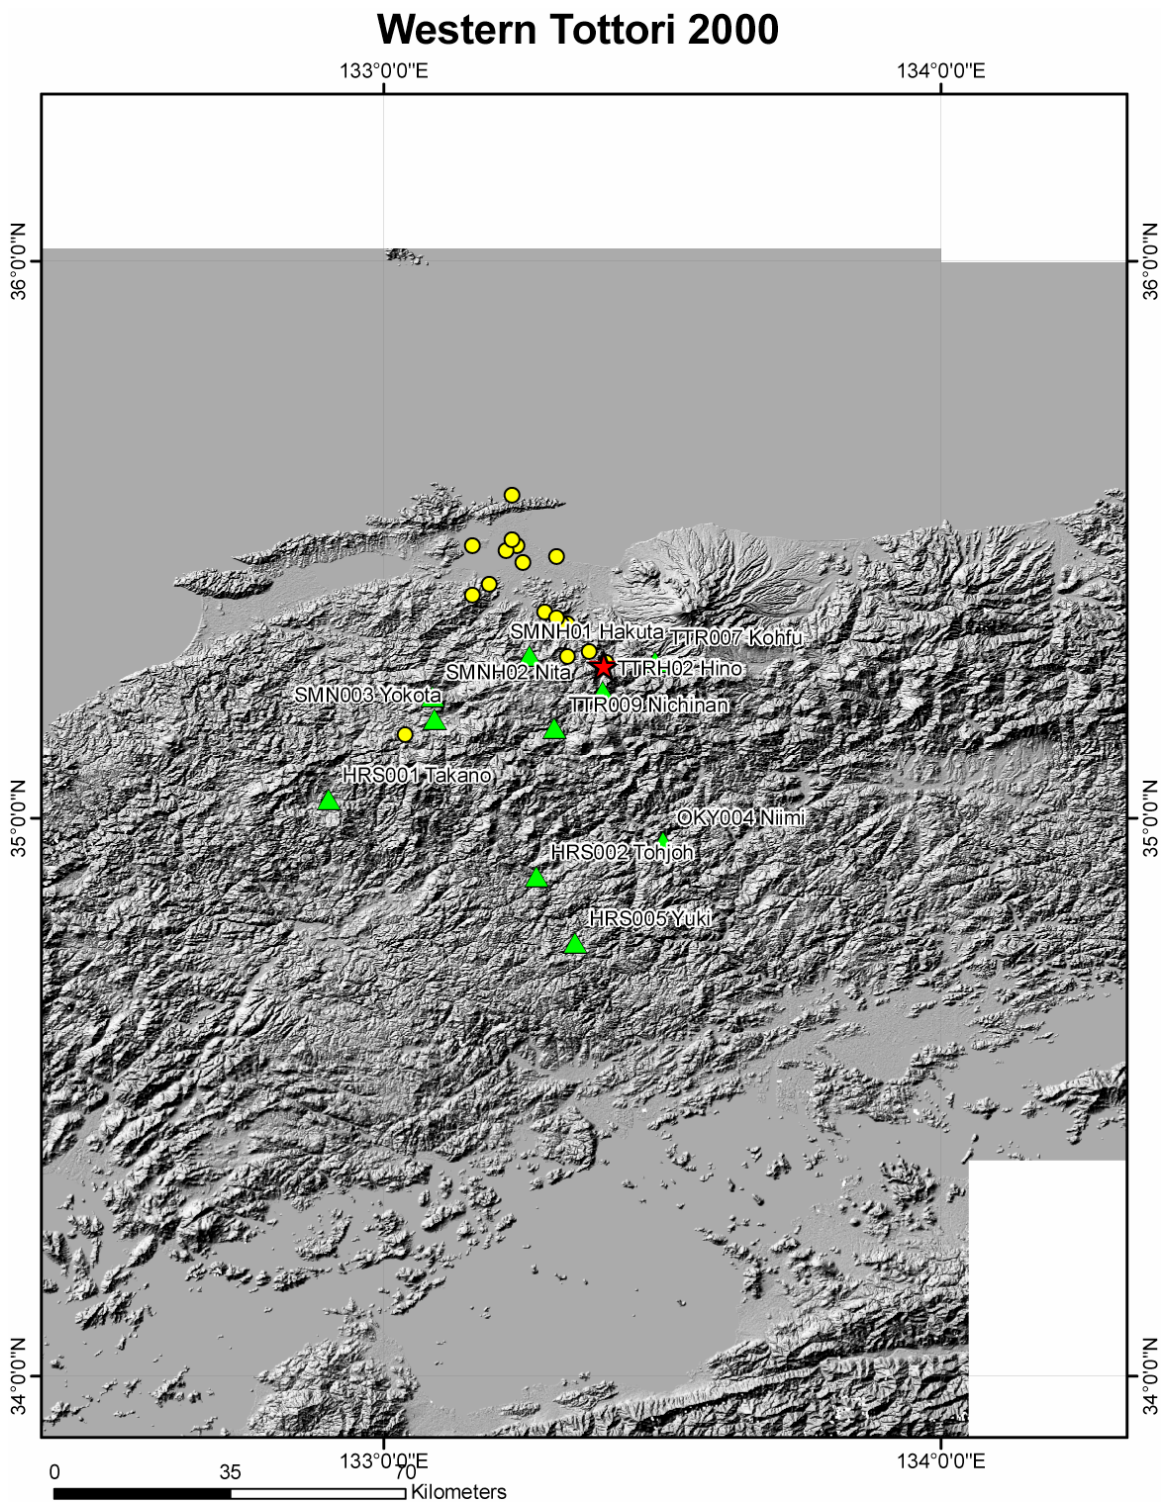 Western Tottori 2000
133°0'0"E
134°0'0"E
36°0'0"N
36°0'0"N
SMNH01 Hakuta
TTR007 Kohfu
SMNH02 Nita
TTRH02 Hino
SMN003 Yokota
TTR009 Nichinan
HRS001 Takano
35°0'0"N
35°0'0"N
OKY004 Niimi
HRS002 Tohjoh
HRS005 Yuki
34°0'0"N
34°0'0"N
133°0'0"E
134°0'0"E
0 35 70
Kilometers